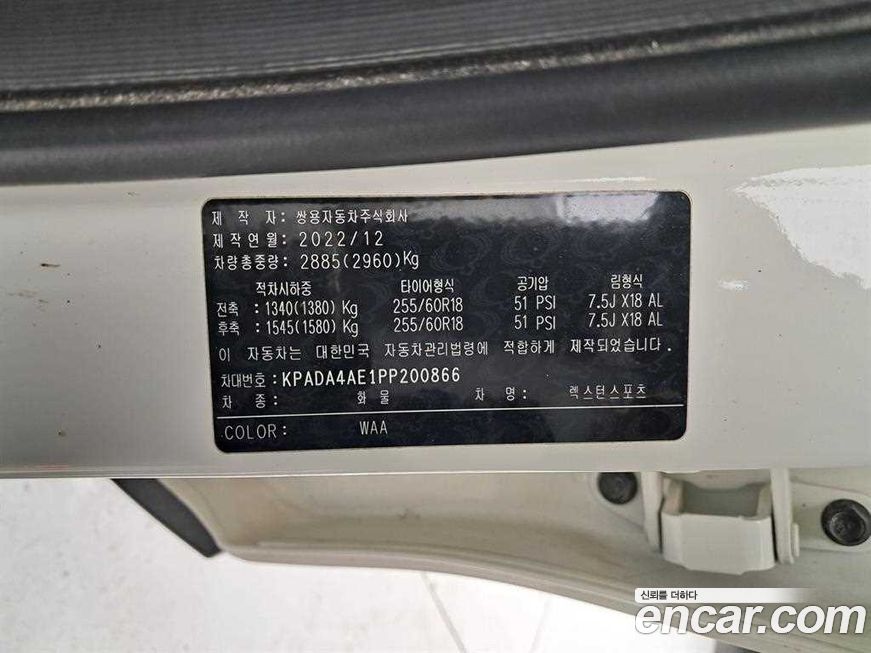 제 작 자: 쌍용자동차주식회사
제작연월: 2022/12
차량총중량: 2885(2960)Kg
적차시하중 타이어형식 공기압 림형식
전축: 1340(1380) Kg 255/60R18 51 PSI 7.5J X18 AL
후축: 1545(1580) Kg 255/60R18 51 PSI 7.5J X18 AL
이 자동차는 대한민국 자동차관리법령에 적합하게 제작되었습니다.
차대번호: KPADA4AE1PP200866
차 종: 화물 차 명: 렉스턴스포츠
COLOR: WAA
신뢰를 더하다
encar.com